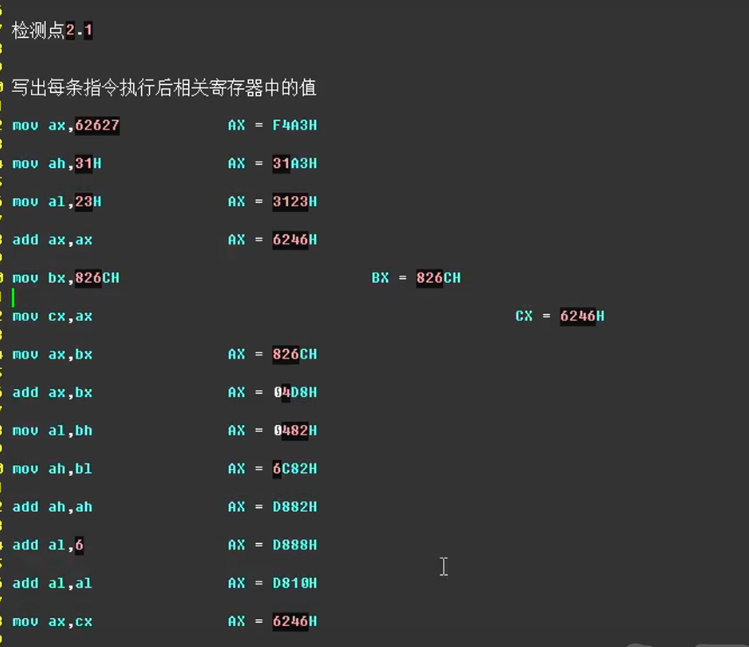 检测点2.1
写出每条指令执行后相关寄存器中的值
mov ax,62627 AX = F4A3H
mov ah,31H AX = 31A3H
mov al,23H AX = 3123H
add ax,ax AX = 6246H
mov bx,826CH BX = 826CH
mov cx,ax CX = 6246H
mov ax,bx AX = 826CH
add ax,bx AX = 04D8H
mov al,bh AX = 0482H
mov ah,bl AX = 6C82H
add ah,ah AX = D882H
add al,6 AX = D888H
add al,al AX = D810H
mov ax,cx AX = 6246H